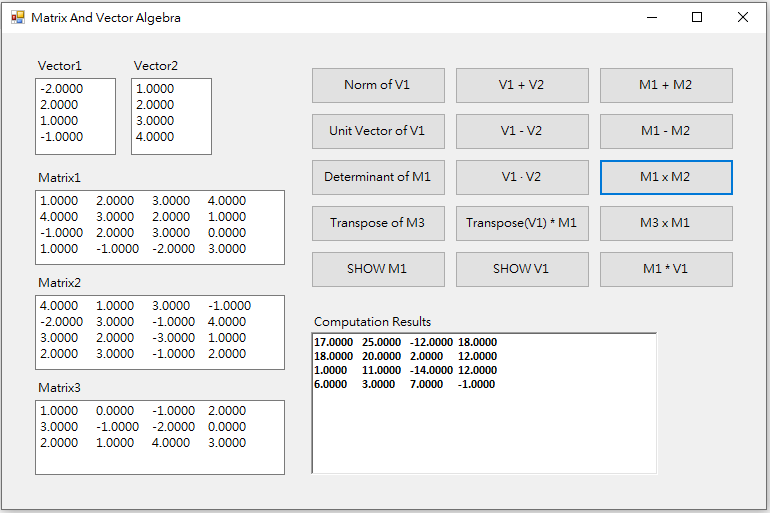 Matrix And Vector Algebra
Vector1
-2.0000
2.0000
1.0000
-1.0000
Vector2
1.0000
2.0000
3.0000
4.0000
Matrix1
1.0000 2.0000 3.0000 4.0000
4.0000 3.0000 2.0000 1.0000
-1.0000 2.0000 3.0000 0.0000
1.0000 -1.0000 -2.0000 3.0000
Matrix2
4.0000 1.0000 3.0000 -1.0000
-2.0000 3.0000 -1.0000 4.0000
3.0000 2.0000 -3.0000 1.0000
2.0000 3.0000 -1.0000 2.0000
Matrix3
1.0000 0.0000 -1.0000 2.0000
3.0000 -1.0000 -2.0000 0.0000
2.0000 1.0000 4.0000 3.0000
Norm of V1
V1 + V2
M1 + M2
Unit Vector of V1
V1 - V2
M1 - M2
Determinant of M1
V1 · V2
M1 x M2
Transpose of M3
Transpose(V1) * M1
M3 x M1
SHOW M1
SHOW V1
M1 * V1
Computation Results
17.0000 25.0000 -12.0000 18.0000
18.0000 20.0000 2.0000 12.0000
1.0000 11.0000 -14.0000 12.0000
6.0000 3.0000 7.0000 -1.0000